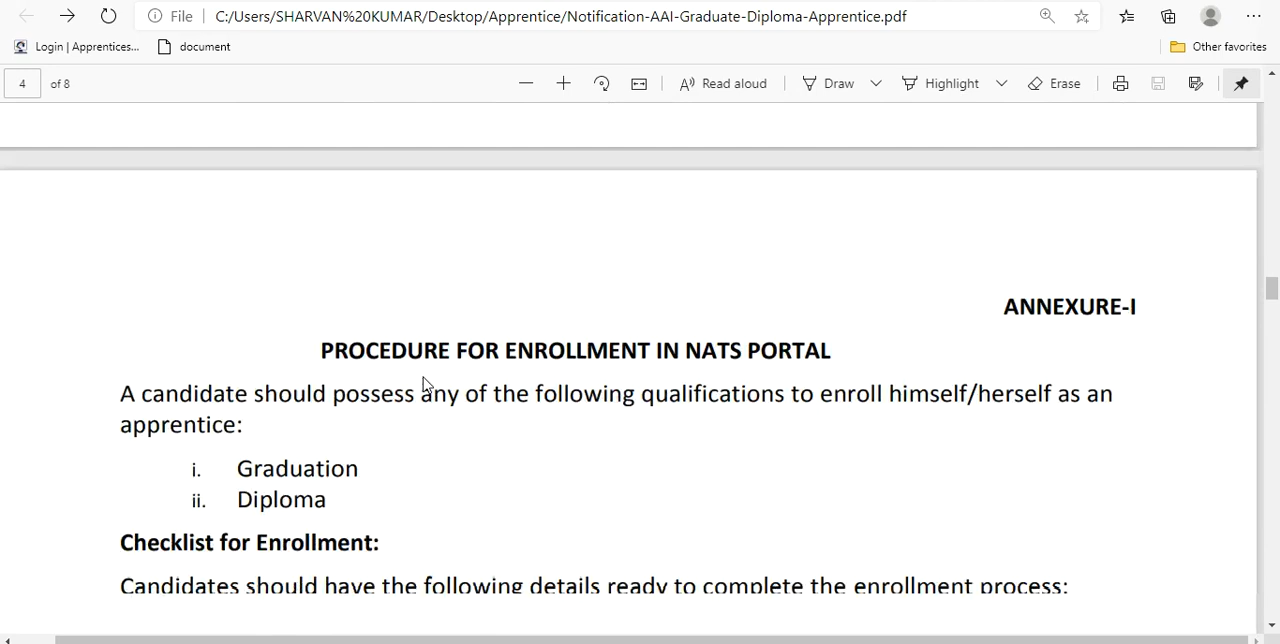 File C:/Users/SHARVAN%20KUMAR/Desktop/Apprentice/Notification-AAI-Graduate-Diploma-Apprentice.pdf
Login | Apprentices... document Other favorites
4 of 8 Read aloud Draw Highlight Erase
ANNEXURE-I
PROCEDURE FOR ENROLLMENT IN NATS PORTAL
A candidate should possess any of the following qualifications to enroll himself/herself as an
apprentice:
i. Graduation
ii. Diploma
Checklist for Enrollment:
Candidates should have the following details ready to complete the enrollment process: